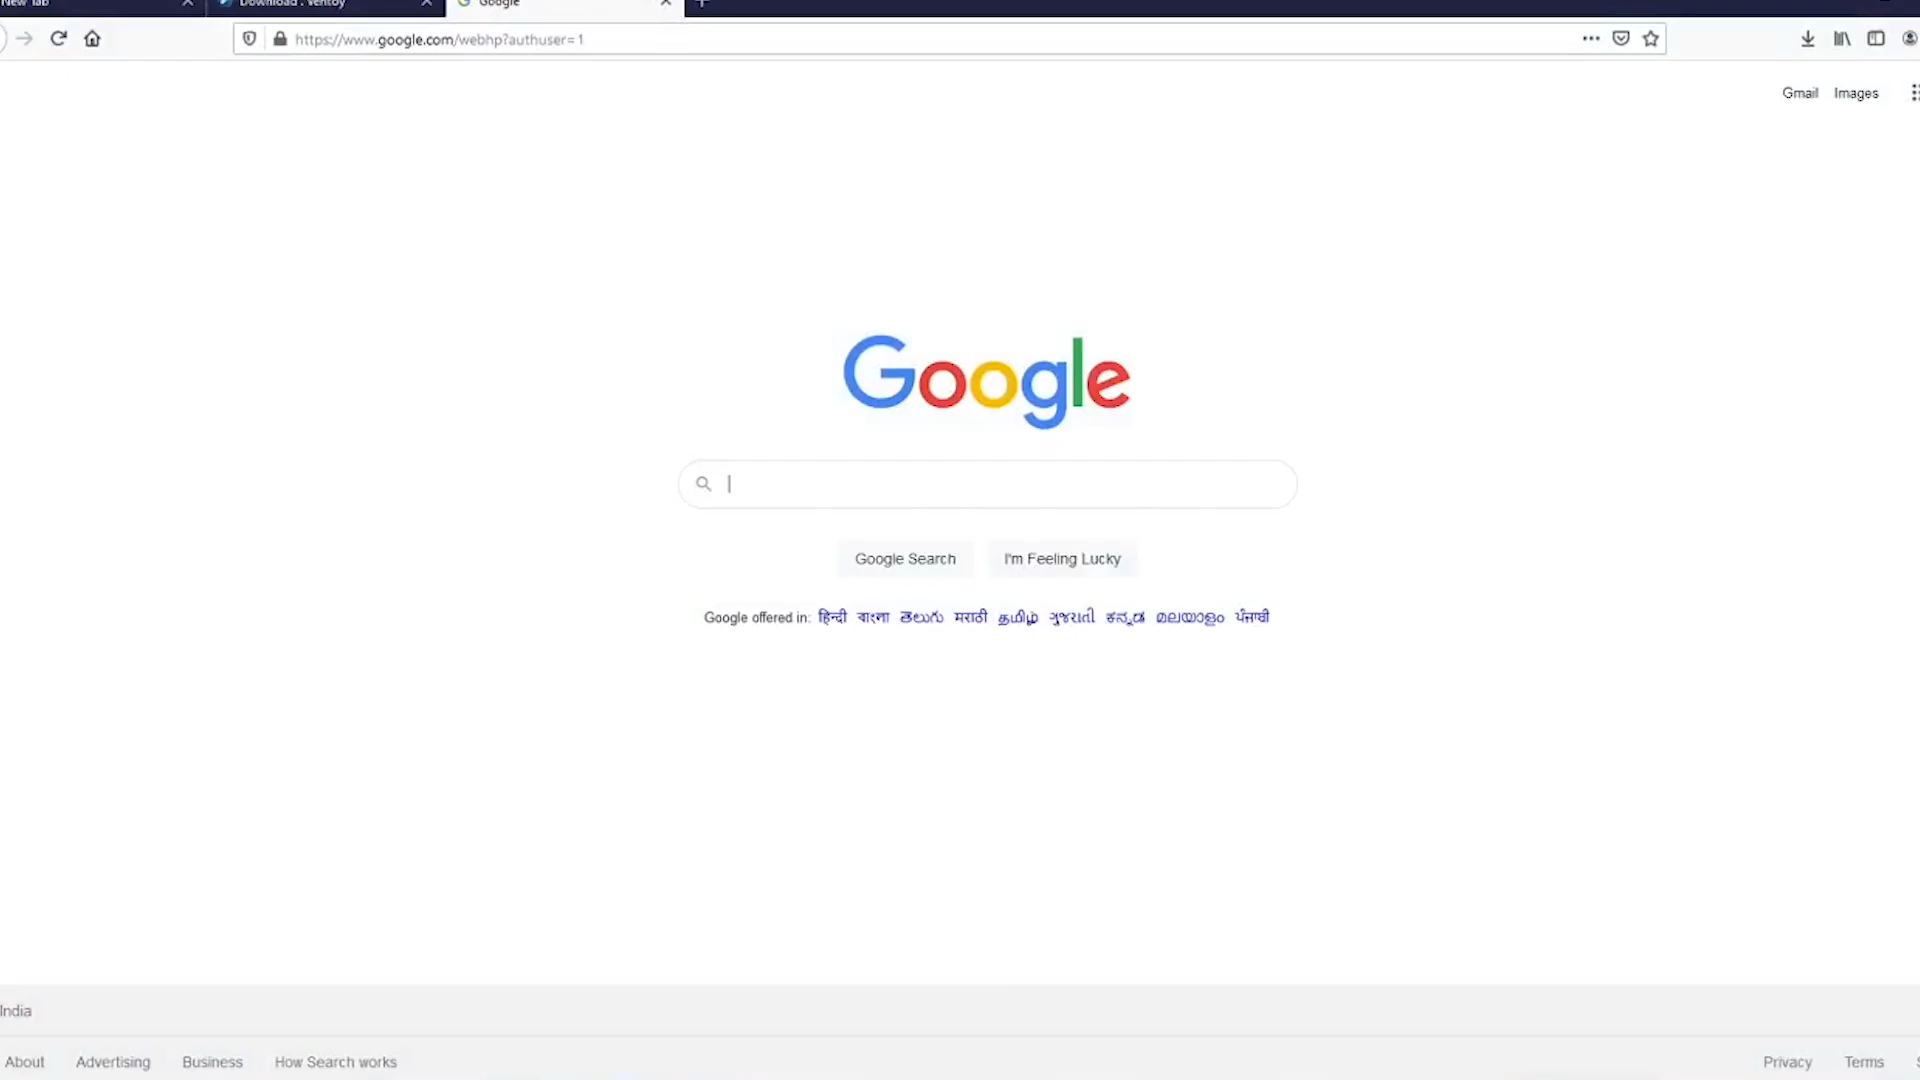 New Tab
Download . Ventoy
Google
https://www.google.com/webhp?authuser=1
Gmail Images
Google
Google Search I'm Feeling Lucky
Google offered in: हिन्दी বাংলা తెలుగు मराठी தமிழ் ગુજરાતી ಕನ್ನಡ മലയാളം ਪੰਜਾਬੀ
India
About Advertising Business How Search works Privacy Terms